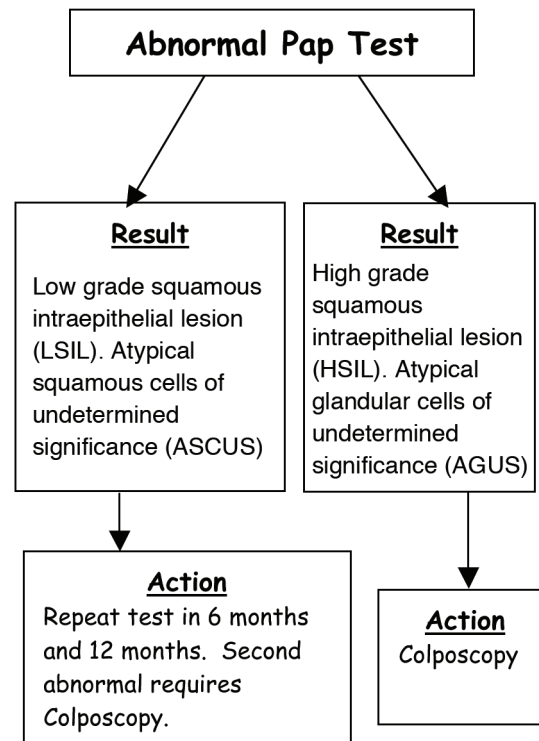 Abnormal Pap Test
Result
Low grade squamous
intraepithelial lesion
(LSIL). Atypical
squamous cells of
undetermined
significance (ASCUS)
Result
High grade
squamous
intraepithelial lesion
(HSIL). Atypical
glandular cells of
undetermined
significance (AGUS)
Action
Repeat test in 6 months
and 12 months.  Second
abnormal requires
Colposcopy.
Action
Colposcopy